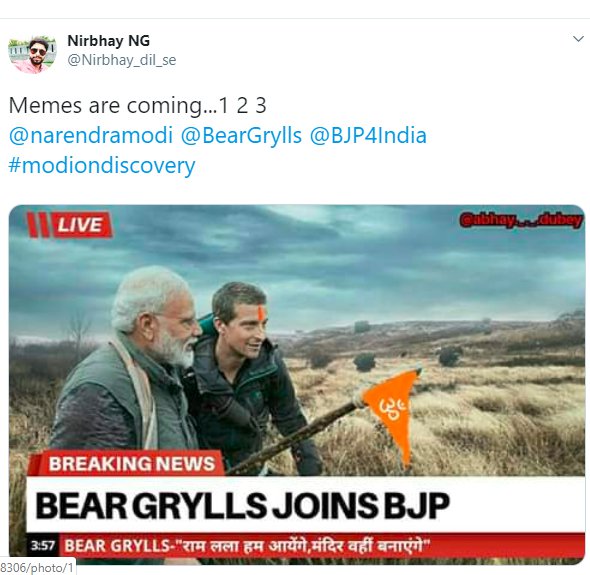 Nirbhay NG
@Nirbhay_dil_se
Memes are coming...1 2 3
@narendramodi @BearGrylls @BJP4India
#modiondiscovery
LIVE
@abhay._._.dubey
ॐ
BREAKING NEWS
BEAR GRYLLS JOINS BJP
3:57 BEAR GRYLLS-"राम लला हम आयेंगे,मंदिर वहीं बनाएंगे"
8306/photo/1